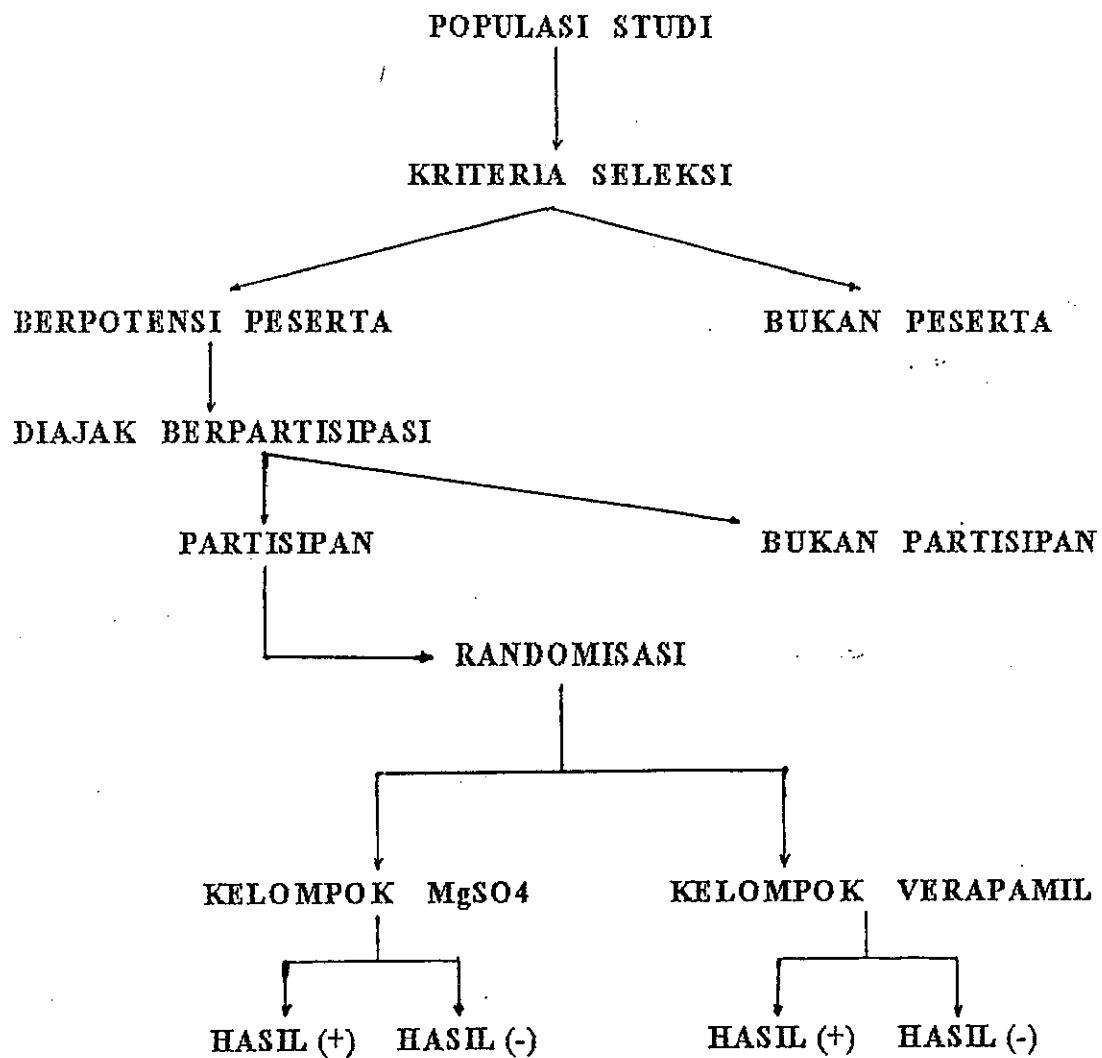 POPULASI STUDI
KRITERIA SELEKSI
BERPOTENSI PESERTA
BUKAN PESERTA
DIAJAK BERPARTISIPASI
PARTISIPAN
BUKAN PARTISIPAN
RANDOMISASI
KELOMPOK MgSO4
KELOMPOK VERAPAMIL
HASIL (+) HASIL (-)
HASIL (+) HASIL (-)